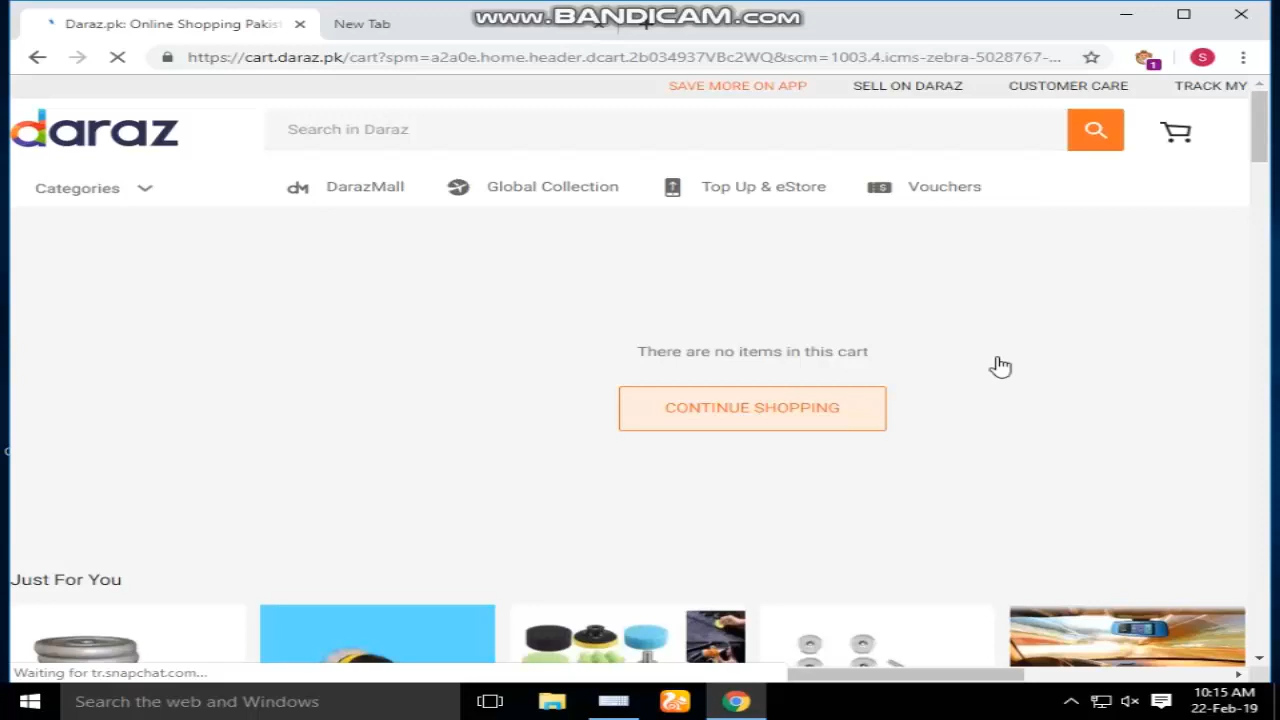 www.BANDICAM.com
Daraz.pk: Online Shopping Pakist
New Tab
https://cart.daraz.pk/cart?spm=a2a0e.home.header.dcart.2b034937VBc2WQ&scm=1003.4.icms-zebra-5028767-...
S
1
SAVE MORE ON APP SELL ON DARAZ CUSTOMER CARE TRACK MY
daraz
Search in Daraz
Categories DarazMall Global Collection Top Up & eStore Vouchers
There are no items in this cart
CONTINUE SHOPPING
Just For You
Waiting for tr.snapchat.com...
Search the web and Windows
10:15 AM
22-Feb-19